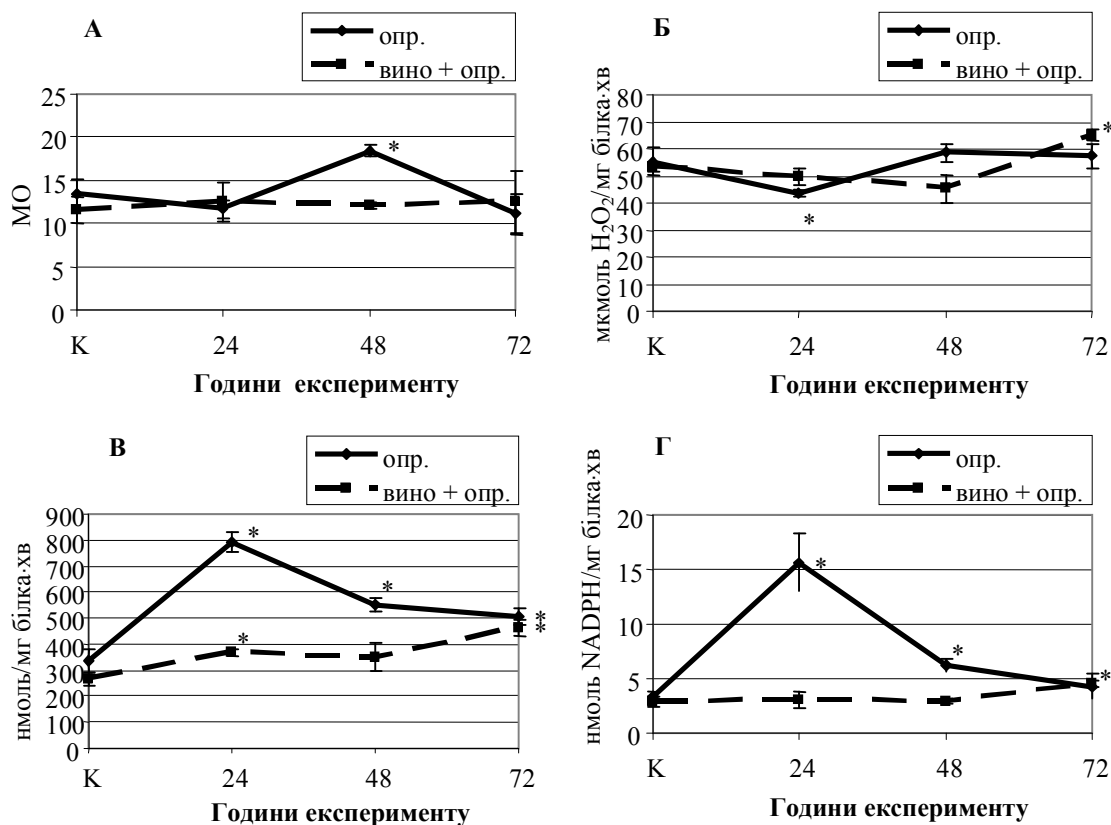 А
опр.
вино + опр.
МО
25
20
15
10
5
0
*
К
24
48
72
Години експерименту
Б
опр.
вино + опр.
мкмоль H₂O₂/мг білка·хв
80
70
60
50
40
30
20
10
0
*
*
К
24
48
72
Години експерименту
В
опр.
вино + опр.
нмоль/мг білка·хв
900
800
700
600
500
400
300
200
100
0
*
*
*
*
*
К
24
48
72
Години експерименту
Г
опр.
вино + опр.
нмоль NADPH/мг білка·хв
20
15
10
5
0
*
*
*
К
24
48
72
Години експерименту